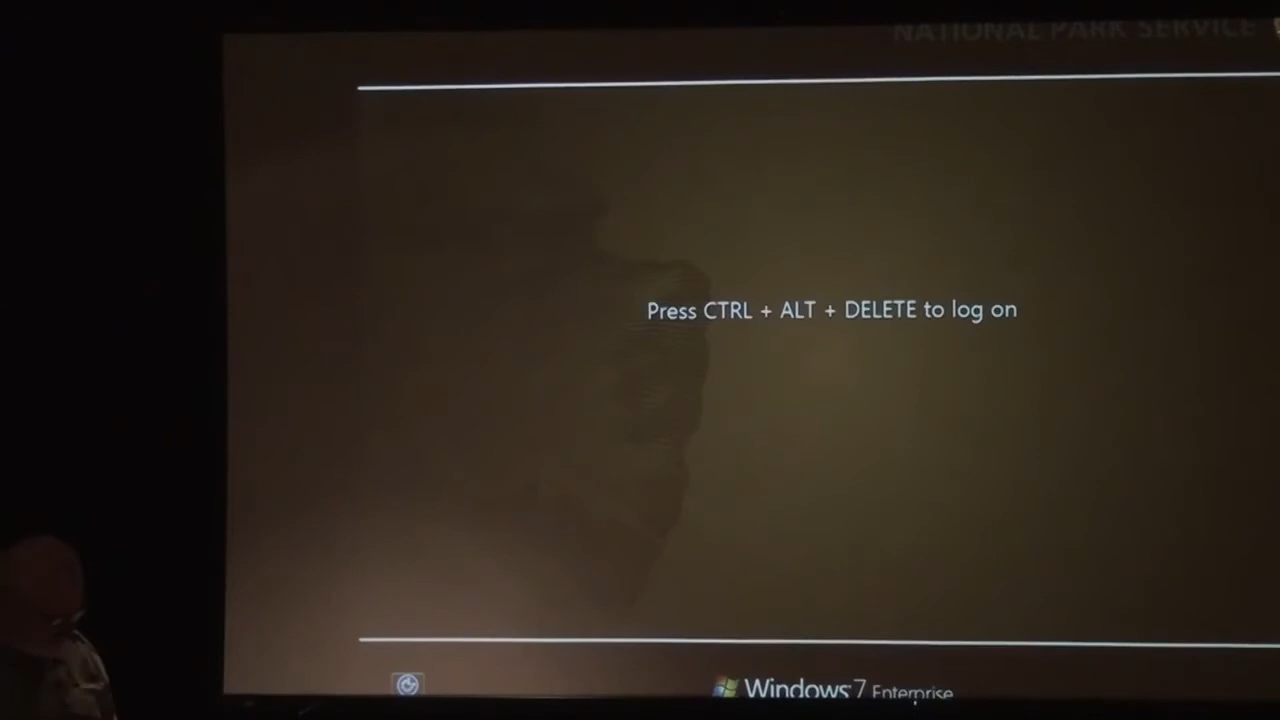 NATIONAL PARK SERVICE
Press CTRL + ALT + DELETE to log on
Windows 7 Enterprise